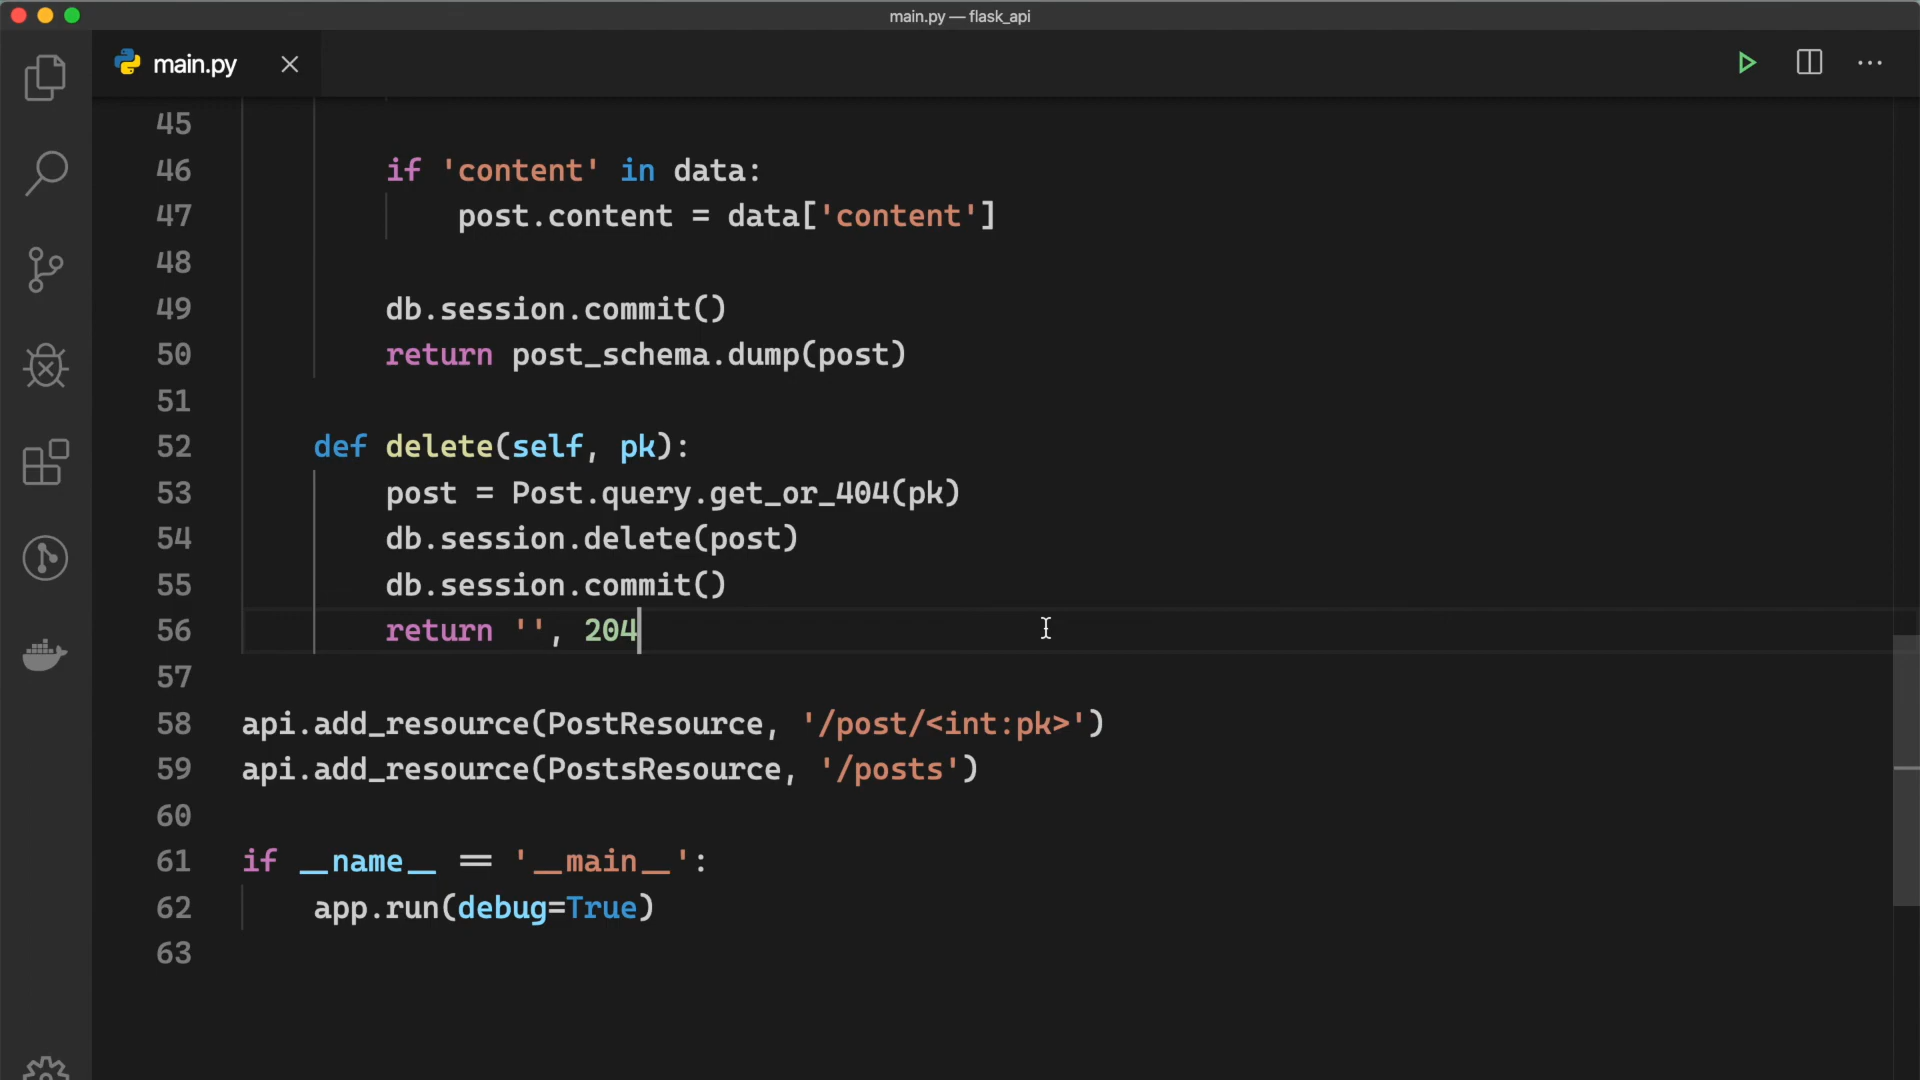 main.py — flask_api
main.py
45
46 if 'content' in data:
47 post.content = data['content']
48
49 db.session.commit()
50 return post_schema.dump(post)
51
52 def delete(self, pk):
53 post = Post.query.get_or_404(pk)
54 db.session.delete(post)
55 db.session.commit()
56 return '', 204
57
58 api.add_resource(PostResource, '/post/<int:pk>')
59 api.add_resource(PostsResource, '/posts')
60
61 if __name__ == '__main__':
62 app.run(debug=True)
63